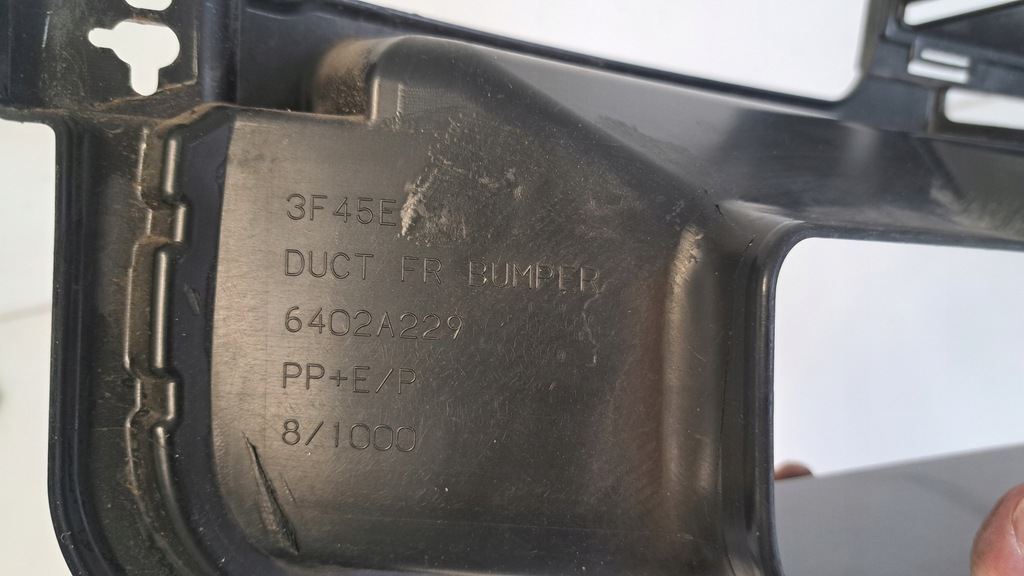 3F45E
DUCT FR BUMPER
6402A229
PP+E/P
8/1000